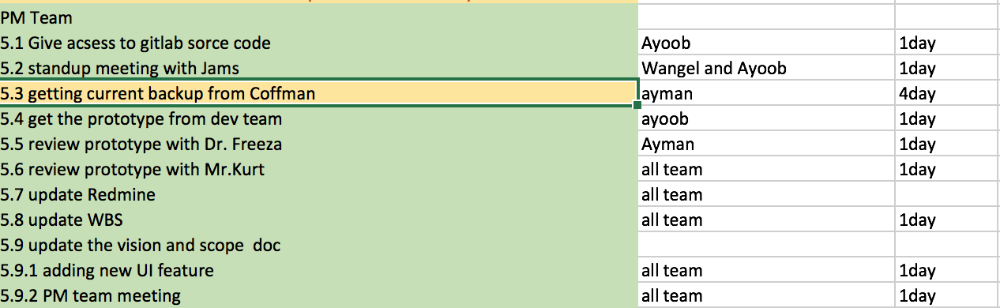 PM Team
5.1 Give acsess to gitlab sorce code Ayoob 1day
5.2 standup meeting with Jams Wangel and Ayoob 1day
5.3 getting current backup from Coffman ayman 4day
5.4 get the prototype from dev team ayoob 1day
5.5 review prototype with Dr. Freeza Ayman 1day
5.6 review prototype with Mr.Kurt all team 1day
5.7 update Redmine all team
5.8 update WBS all team 1day
5.9 update the vision and scope  doc
5.9.1 adding new UI feature all team 1day
5.9.2 PM team meeting all team 1day